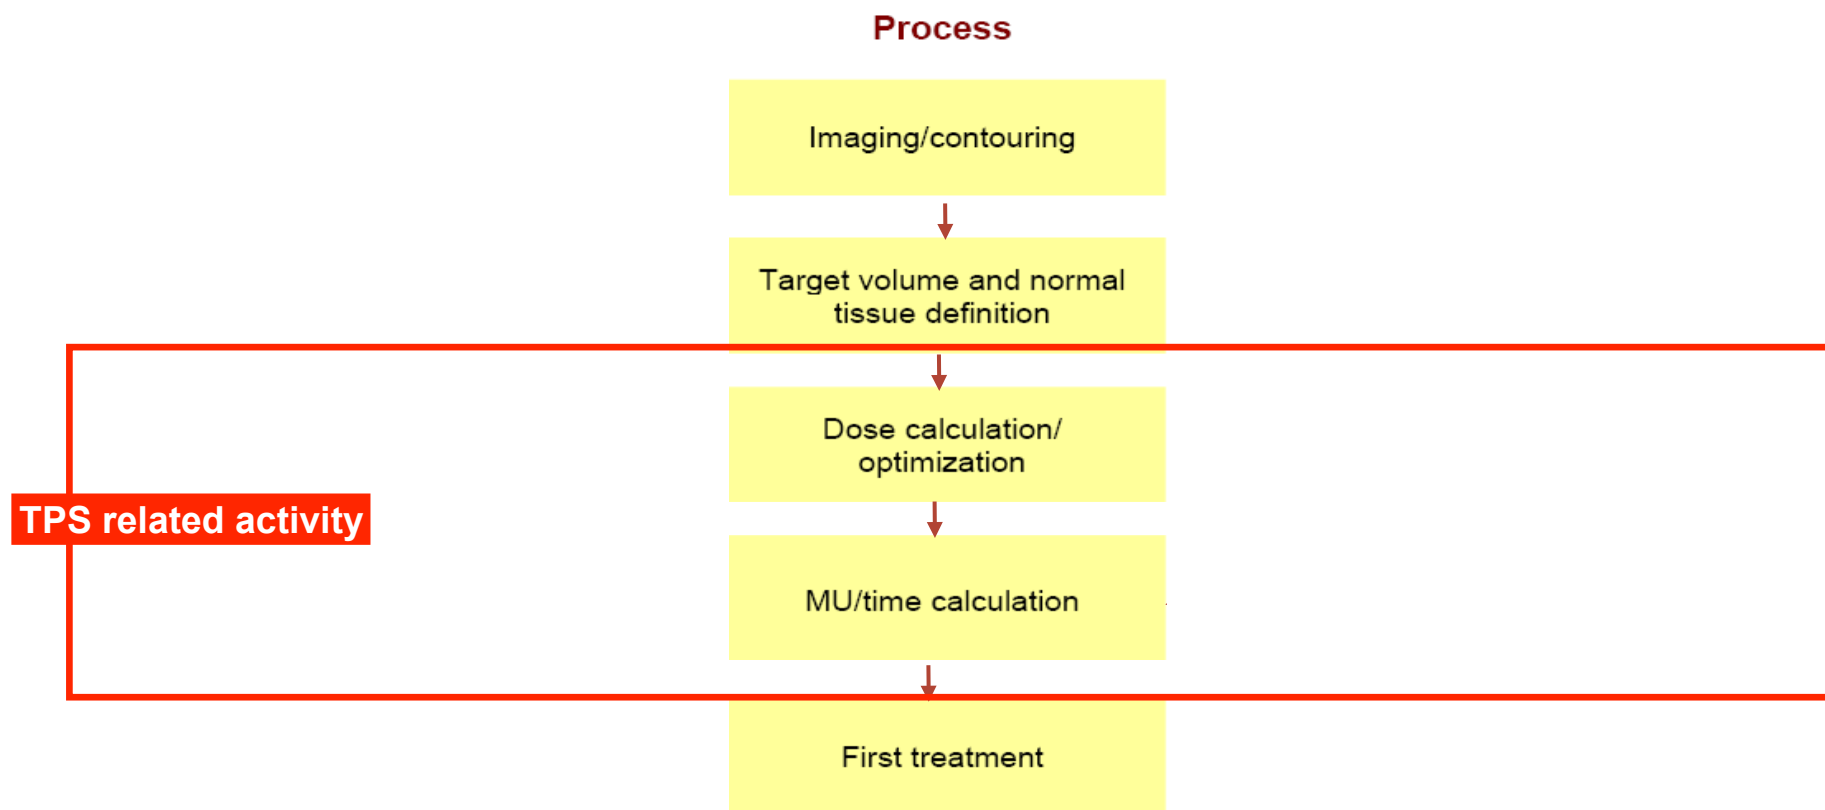 Process
Imaging/contouring
Target volume and normal
tissue definition
Dose calculation/
optimization
TPS related activity
MU/time calculation
First treatment